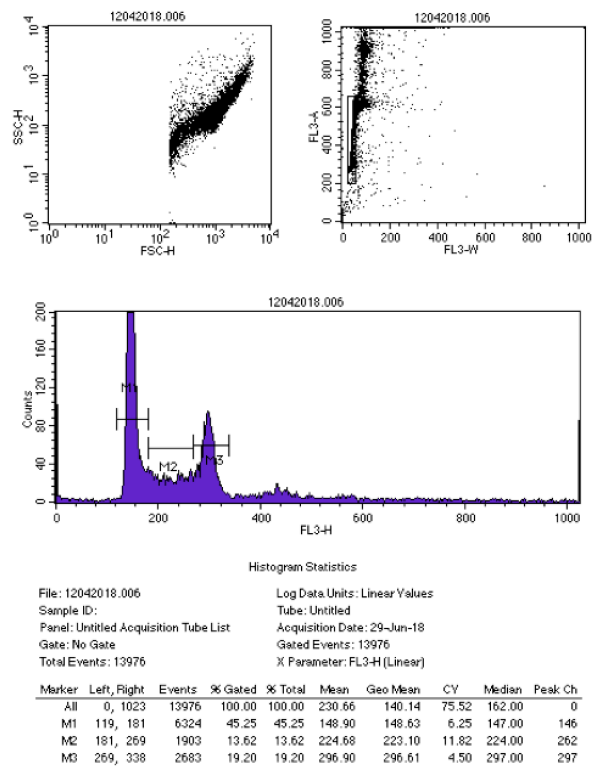 12042018.006
12042018.006
10^4
10^3
10^2
10^1
10^0
SSC-H
10^0 10^1 10^2 10^3 10^4
FSC-H
1000
800
600
400
200
0
FL3-A
0 200 400 600 800 1000
FL3-W
12042018.006
200
160
120
80
40
0
Counts
M
M2
M3
0 200 400 600 800 1000
FL3-H
Histogram Statistics
File: 12042018.006 Log Data Units: Linear Values
Sample ID: Tube: Untitled
Panel: Untitled Acquisition Tube List Acquisition Date: 29-Jun-18
Gate: No Gate Gated Events: 13976
Total Events: 13976 X Parameter: FL3-H (Linear)
Marker Left, Right Events % Gated % Total Mean Geo Mean CV Median Peak Ch
All 0, 1023 13976 100.00 100.00 230.66 140.14 75.52 162.00 0
M1 119, 181 6324 45.25 45.25 148.90 148.63 6.25 147.00 146
M2 181, 269 1903 13.62 13.62 224.68 223.10 11.82 224.00 262
M3 269, 338 2683 19.20 19.20 296.90 296.61 4.50 297.00 297